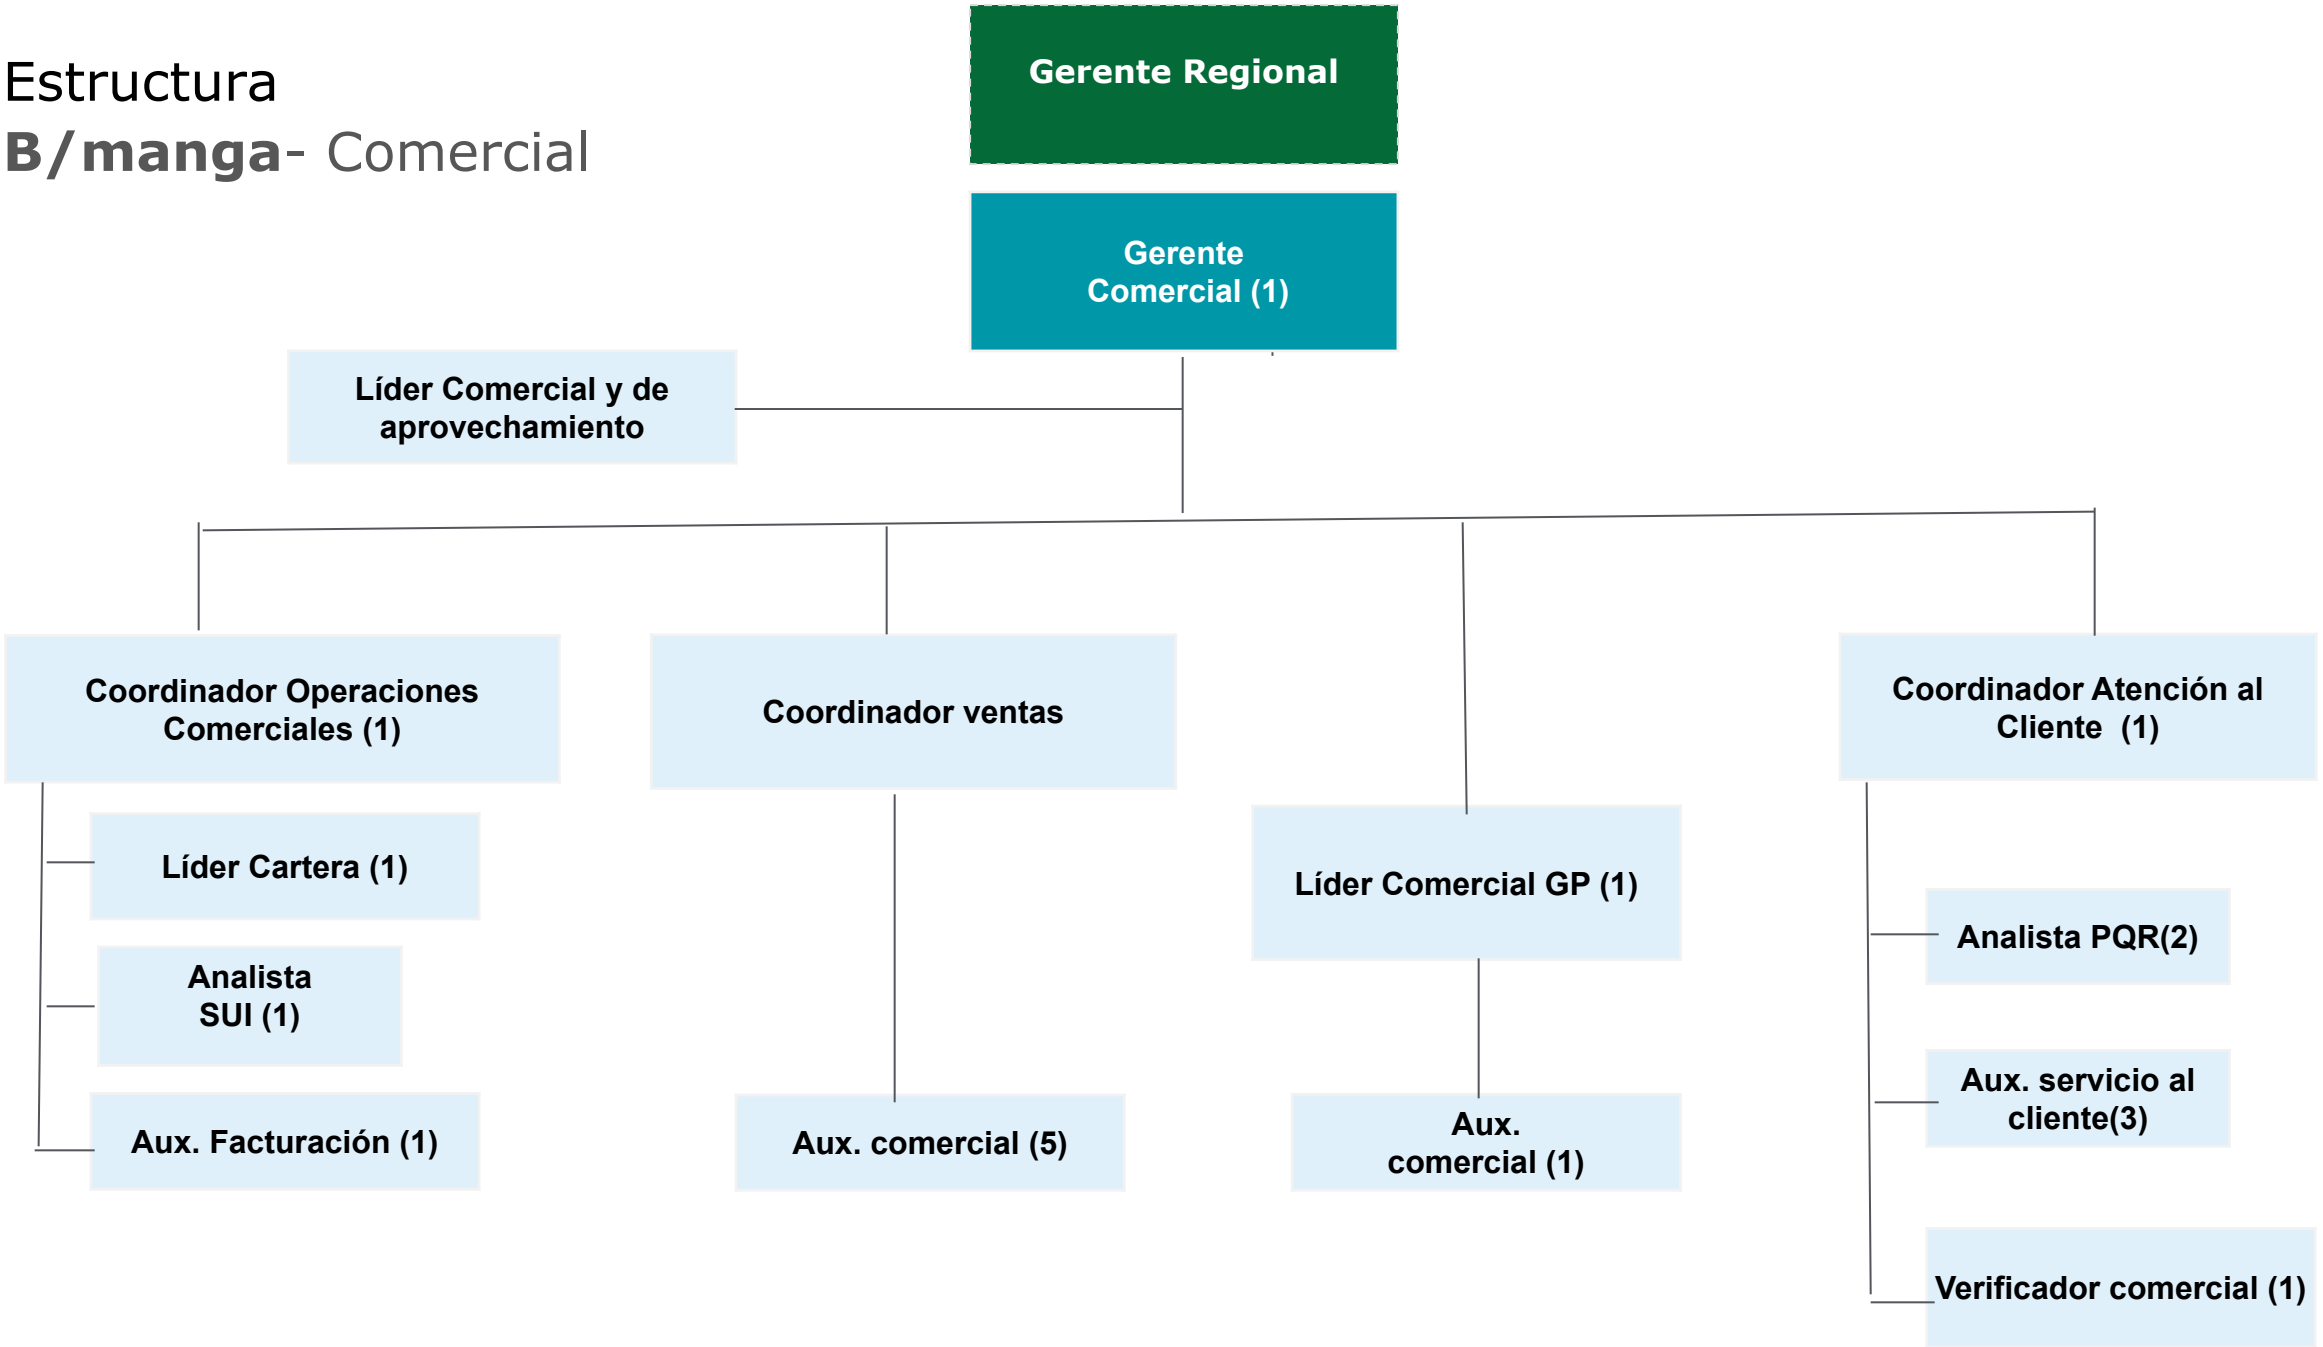 Estructura
B/manga- Comercial
Gerente Regional
Gerente
Comercial (1)
Líder Comercial y de
aprovechamiento
Coordinador Operaciones
Comerciales (1)
Líder Cartera (1)
Analista
SUI (1)
Aux. Facturación (1)
Coordinador ventas
Aux. comercial (5)
Líder Comercial GP (1)
Aux.
comercial (1)
Coordinador Atención al
Cliente  (1)
Analista PQR(2)
Aux. servicio al
cliente(3)
Verificador comercial (1)